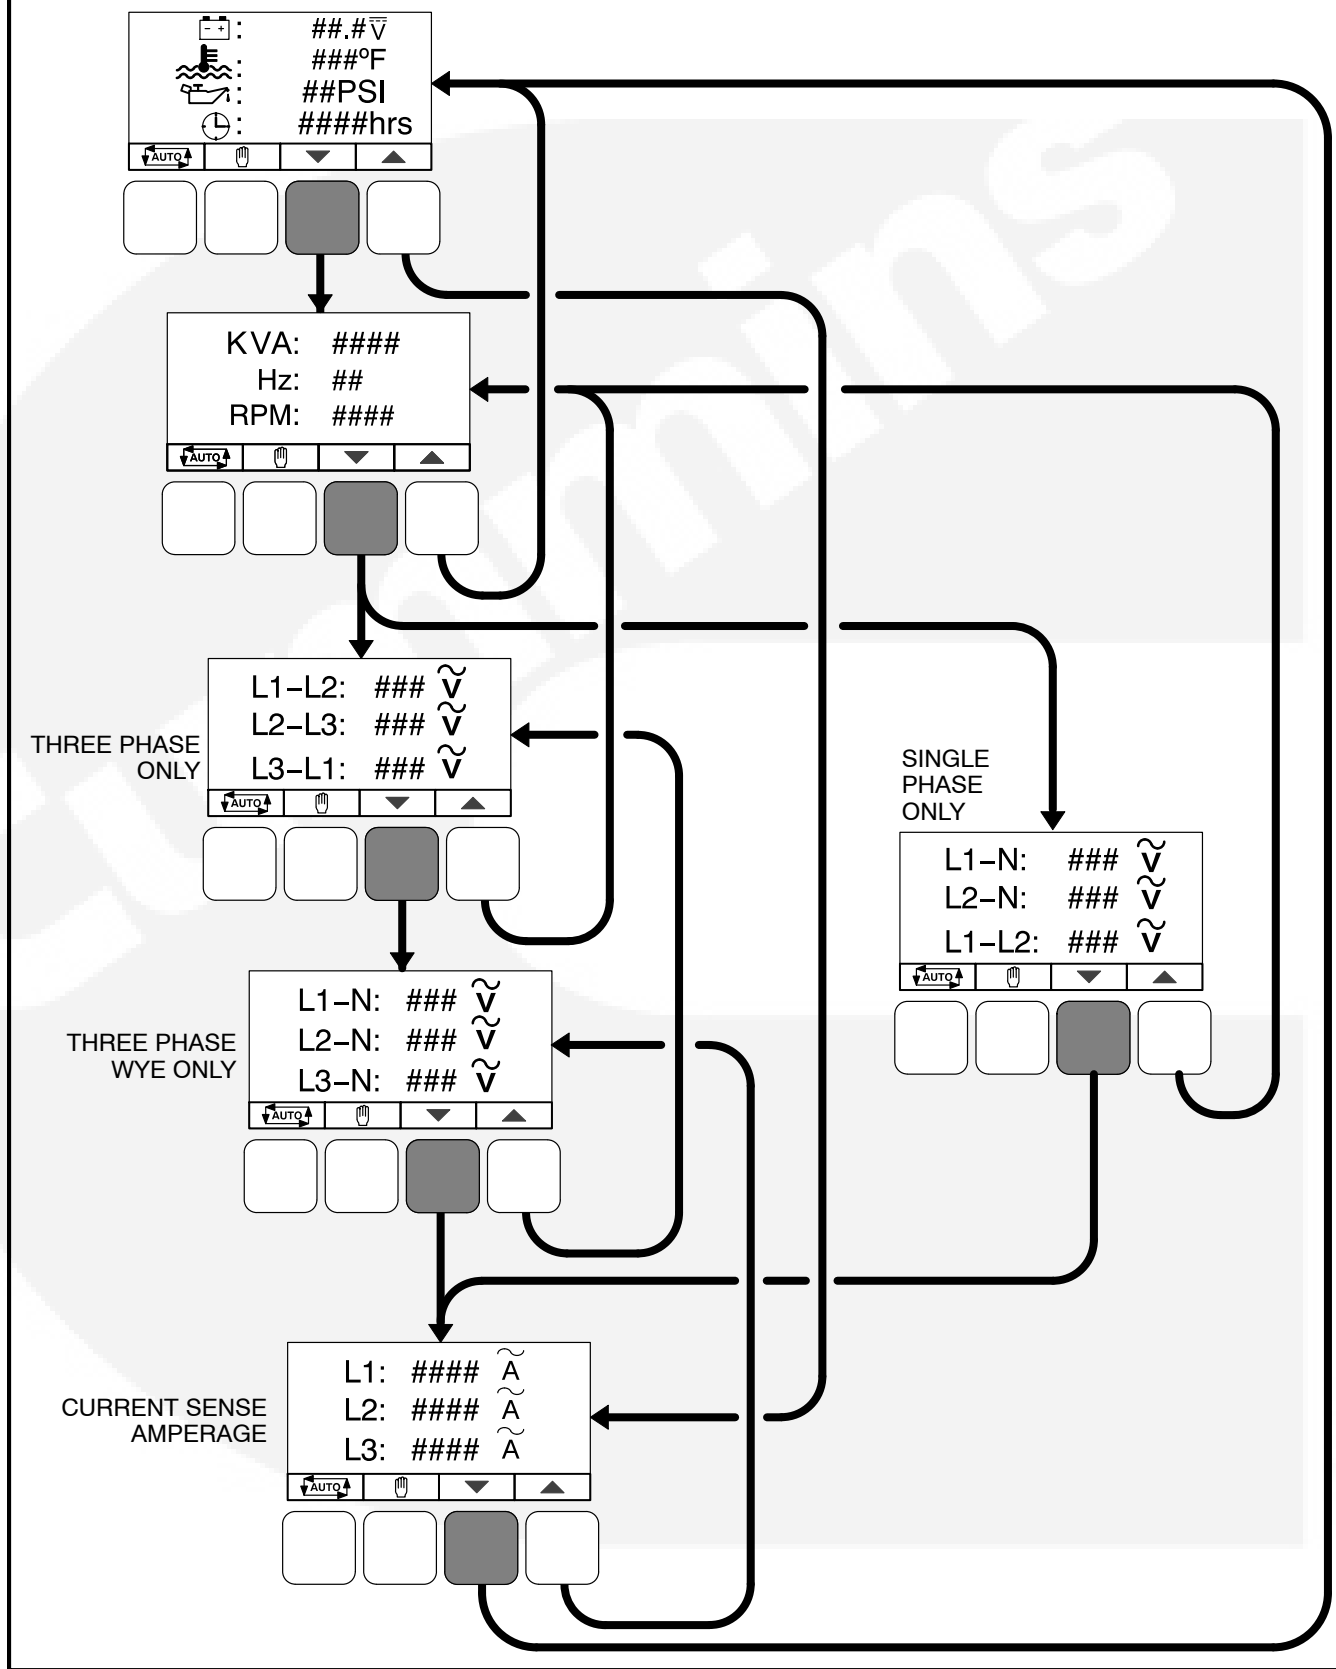 : ##.# V
: ###ºF
: ##PSI
: ####hrs
AUTO
KVA: ####
Hz: ##
RPM: ####
AUTO
THREE PHASE
ONLY
L1–L2: ### V
L2–L3: ### V
L3–L1: ### V
AUTO
SINGLE
PHASE
ONLY
L1–N: ### V
L2–N: ### V
L1–L2: ### V
AUTO
THREE PHASE
WYE ONLY
L1–N: ### V
L2–N: ### V
L3–N: ### V
AUTO
CURRENT SENSE
AMPERAGE
L1: #### A
L2: #### A
L3: #### A
AUTO
Cummins